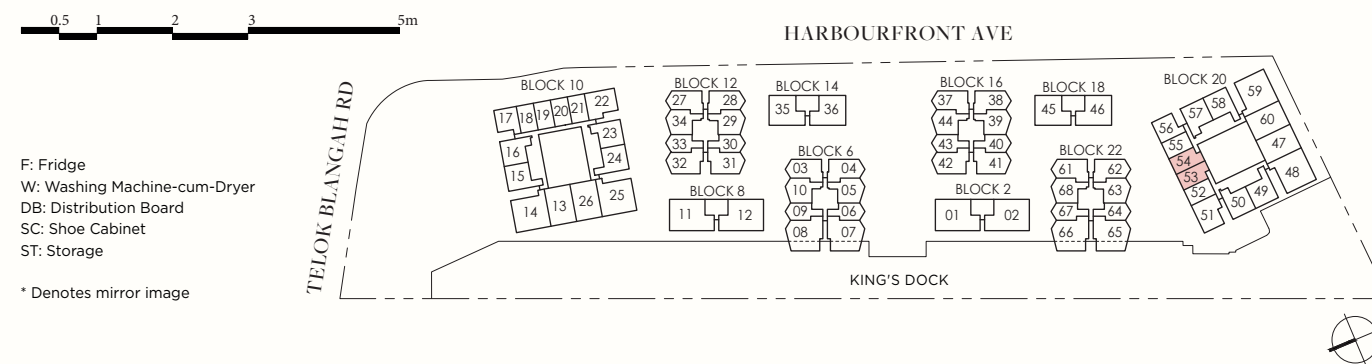 0.5 1 2 3 5m
HARBOURFRONT AVE
TELOK BLANGAH RD
F: Fridge
W: Washing Machine-cum-Dryer
DB: Distribution Board
SC: Shoe Cabinet
ST: Storage
* Denotes mirror image
BLOCK 10
17 18 19 20 21 22
16 23
15 24
14 13 26 25
BLOCK 12
27 28
34 29
33 30
32 31
BLOCK 14
35 36
BLOCK 8
11 12
BLOCK 6
03 04
10 05
09 06
08 07
BLOCK 16
37 38
44 39
43 40
42 41
BLOCK 18
45 46
BLOCK 2
01 02
BLOCK 22
61 62
68 63
67 64
66 65
BLOCK 20
56 57 58 59
55 60
54 47
53 48
52
51 50 49
KING'S DOCK